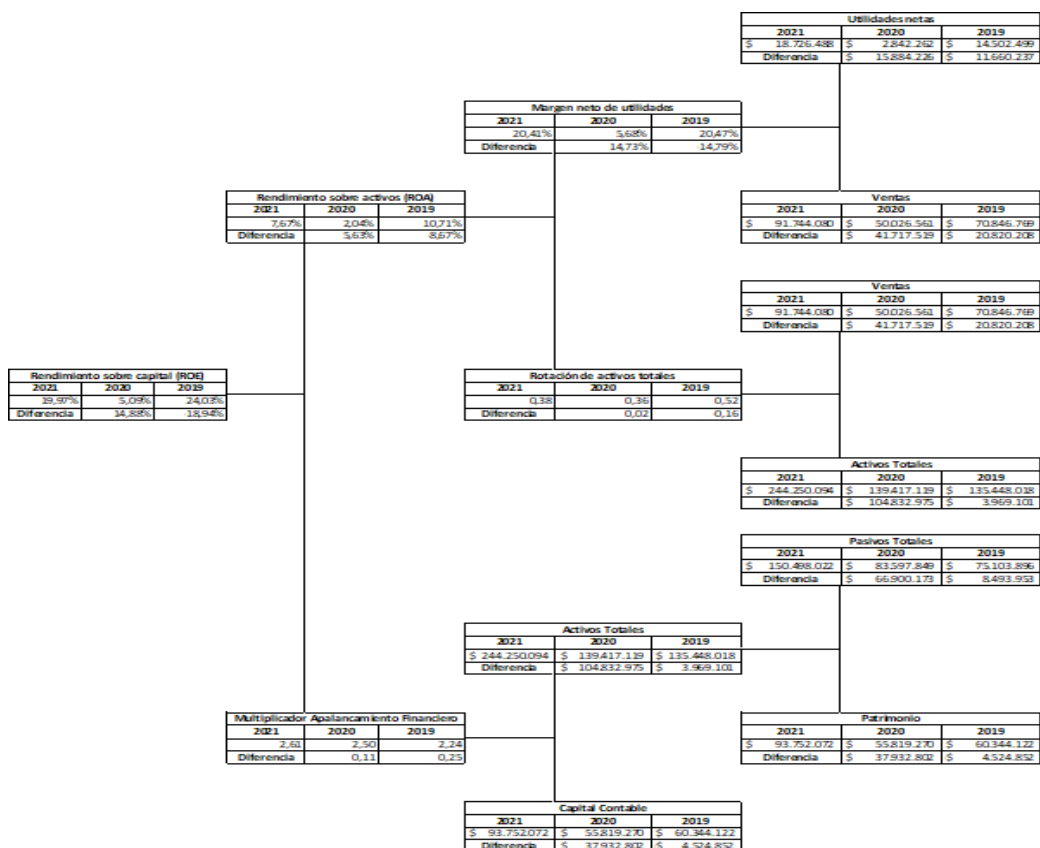 Utilidades netas
2021 2020 2019
$ 18.726.488 $ 2.842.262 $ 14.502.499
Diferencia $ 15.884.226 $ 11.660.237
Margen neto de utilidades
2021 2020 2019
20,41% 5,68% 20,47%
Diferencia 14,73% -14,79%
Rendimiento sobre activos (ROA)
2021 2020 2019
7,67% 2,04% 10,71%
Diferencia 5,63% -8,67%
Ventas
2021 2020 2019
$ 91.744.080 $ 50.026.561 $ 70.846.769
Diferencia $ 41.717.519 $ 20.820.208
Ventas
2021 2020 2019
$ 91.744.080 $ 50.026.561 $ 70.846.769
Diferencia $ 41.717.519 $ 20.820.208
Rendimiento sobre capital (ROE)
2021 2020 2019
19,97% 5,09% 24,03%
Diferencia 14,88% -18,94%
Rotación de activos totales
2021 2020 2019
0,38 0,36 0,52
Diferencia 0,02 -0,16
Activos Totales
2021 2020 2019
$ 244.250.094 $ 139.417.119 $ 135.448.018
Diferencia $ 104.832.975 $ 3.969.101
Pasivos Totales
2021 2020 2019
$ 150.498.022 $ 83.597.849 $ 75.103.896
Diferencia $ 66.900.173 $ 8.493.953
Activos Totales
2021 2020 2019
$ 244.250.094 $ 139.417.119 $ 135.448.018
Diferencia $ 104.832.975 $ 3.969.101
Multiplicador Apalancamiento Financiero
2021 2020 2019
2,61 2,50 2,24
Diferencia 0,11 0,25
Patrimonio
2021 2020 2019
$ 93.752.072 $ 55.819.270 $ 60.344.122
Diferencia $ 37.932.802 $ 4.524.852
Capital Contable
2021 2020 2019
$ 93.752.072 $ 55.819.270 $ 60.344.122
Diferencia $ 37.932.802 $ 4.524.852